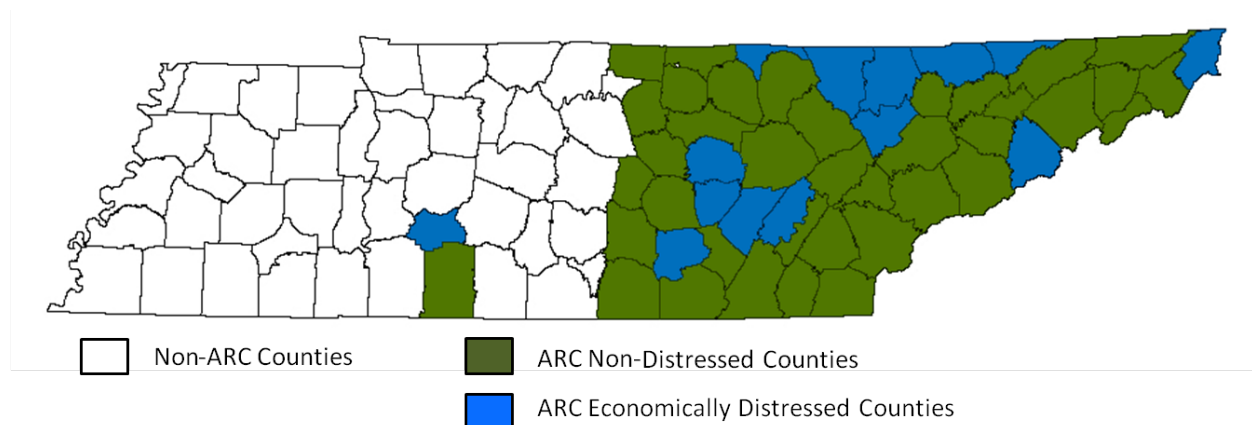 Non-ARC Counties
ARC Non-Distressed Counties
ARC Economically Distressed Counties